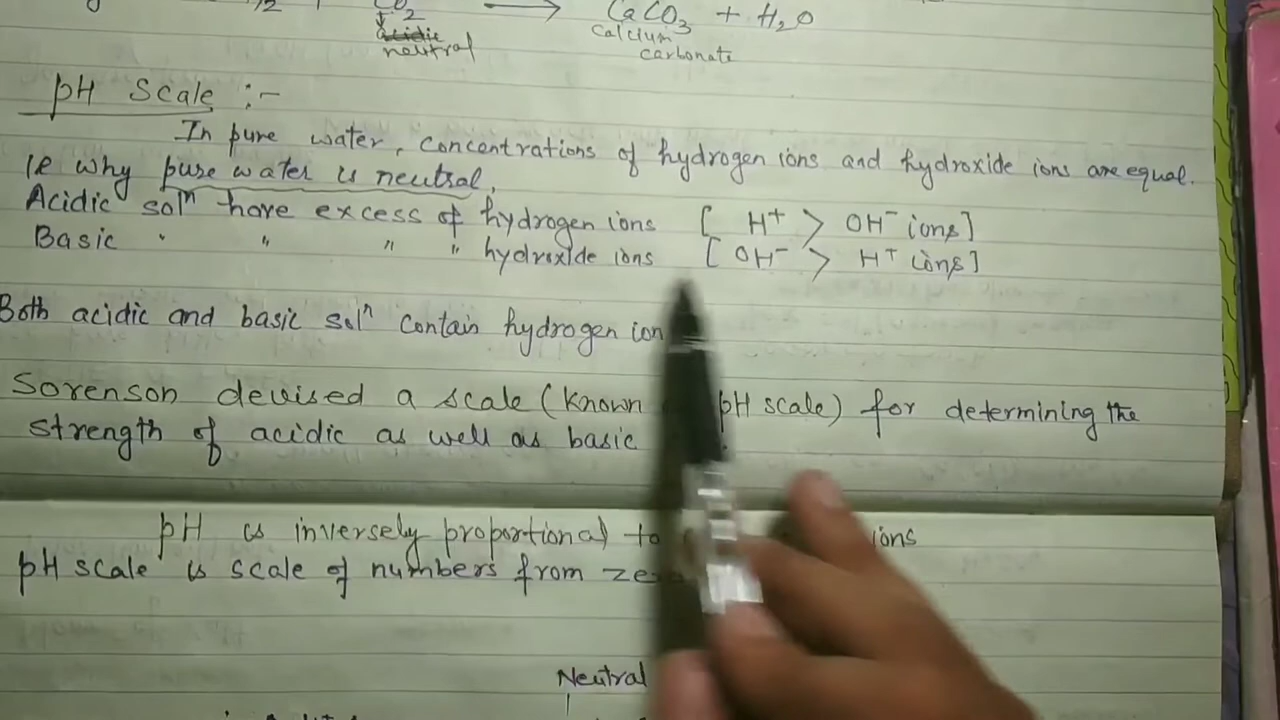 CO2 ⟶ CaCO3 + H2O
acidic calcium
neutral carbonate
pH Scale :-
In pure water, concentrations of hydrogen ions and hydroxide ions are equal.
ie why pure water is neutral.
Acidic solⁿ have excess of hydrogen ions [ H⁺ > OH⁻ ions]
Basic " " " " hydroxide ions [ OH⁻ > H⁺ ions]
Both acidic and basic solⁿ contain hydrogen ion
Sorenson devised a scale (known pH scale) for determining the
strength of acidic as well as basic
pH is inversely proportional to ions
pH scale is scale of numbers from
Neutral